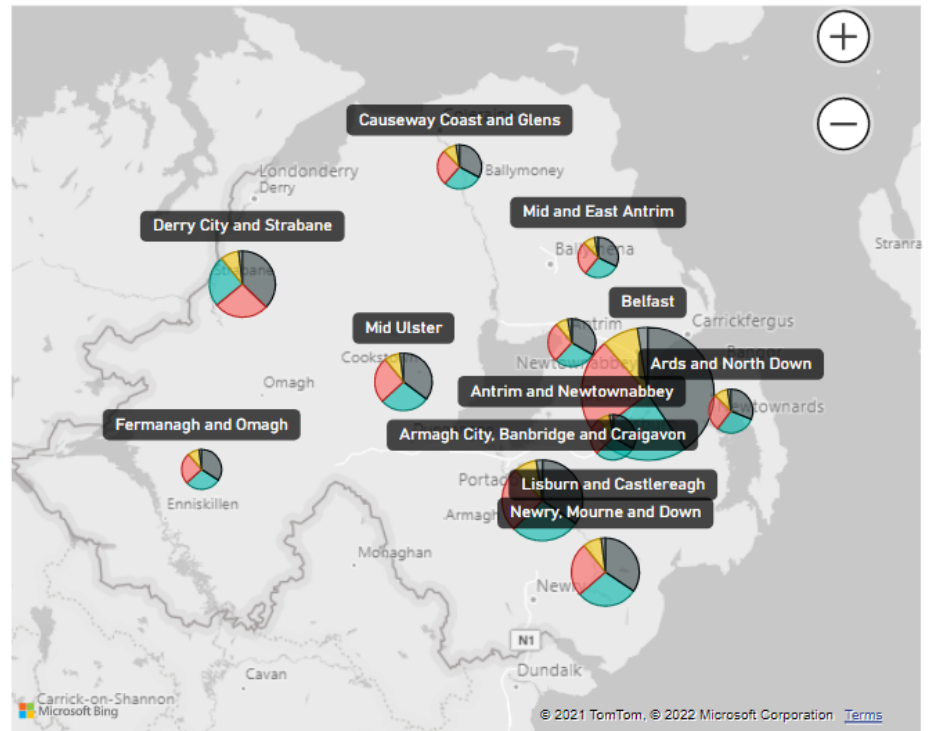 +
Causeway Coast and Glens
Londonderry
Derry
Ballymoney
Derry City and Strabane
Mid and East Antrim
Strabane
Ballymena
Stranra
Belfast
Mid Ulster
Antrim
Carrickfergus
Cookstown
Newtownabbey
Bangor
Ards and North Down
Omagh
Antrim and Newtownabbey
Newtownards
Fermanagh and Omagh
Armagh City, Banbridge and Craigavon
Enniskillen
Lisburn and Castlereagh
Armagh
Newry, Mourne and Down
Monaghan
Newry
N1
Cavan
Dundalk
Carrick-on-Shannon
Microsoft Bing
© 2021 TomTom, © 2022 Microsoft Corporation Terms